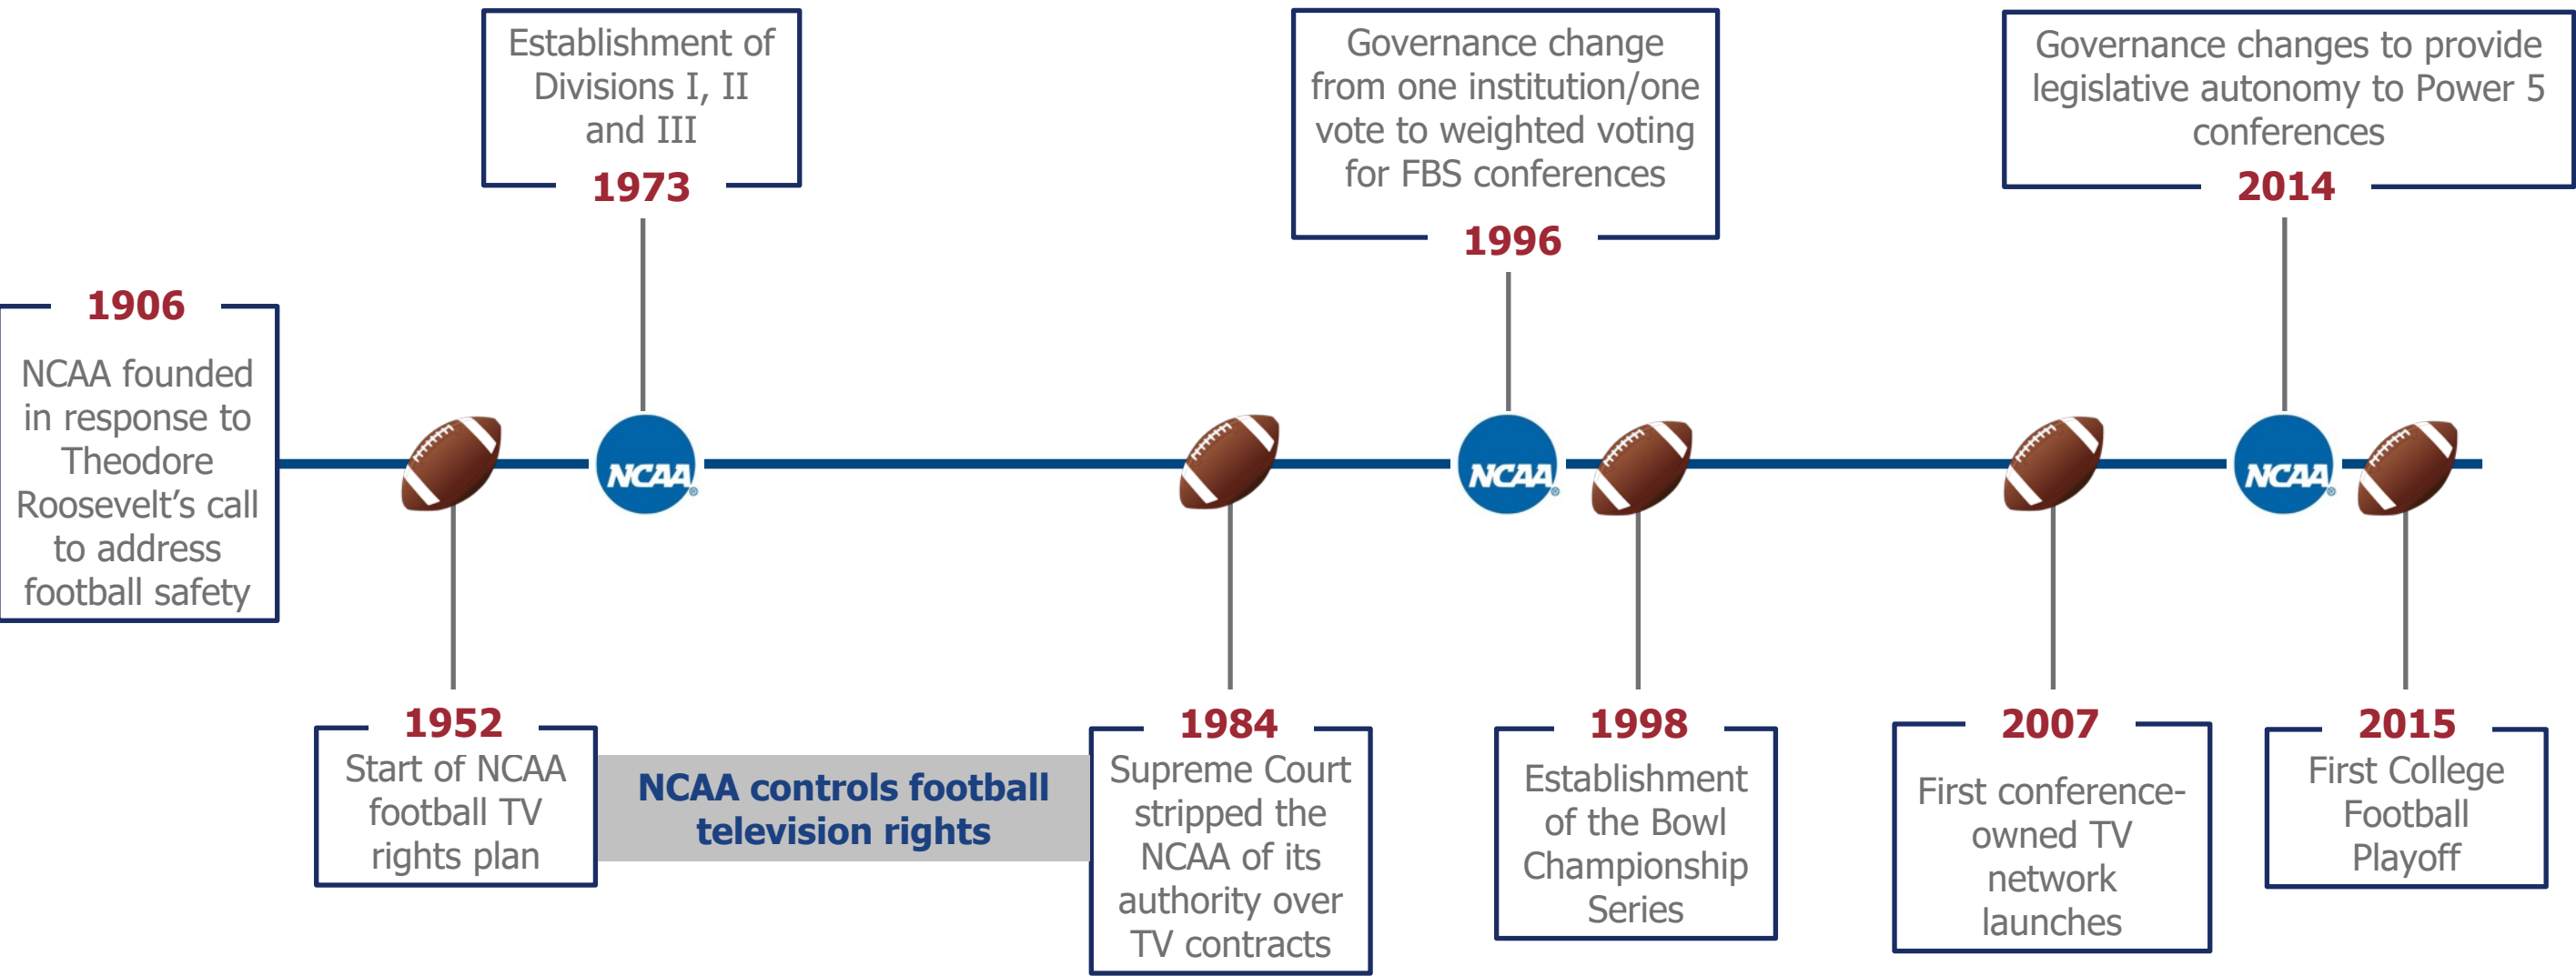 1906
NCAA founded
in response to
Theodore
Roosevelt’s call
to address
football safety
1952
Start of NCAA
football TV
rights plan
NCAA controls football
television rights
Establishment of
Divisions I, II
and III
1973
NCAA®
1984
Supreme Court
stripped the
NCAA of its
authority over
TV contracts
Governance change
from one institution/one
vote to weighted voting
for FBS conferences
1996
NCAA®
1998
Establishment
of the Bowl
Championship
Series
2007
First conference-
owned TV
network
launches
Governance changes to provide
legislative autonomy to Power 5
conferences
2014
NCAA®
2015
First College
Football
Playoff